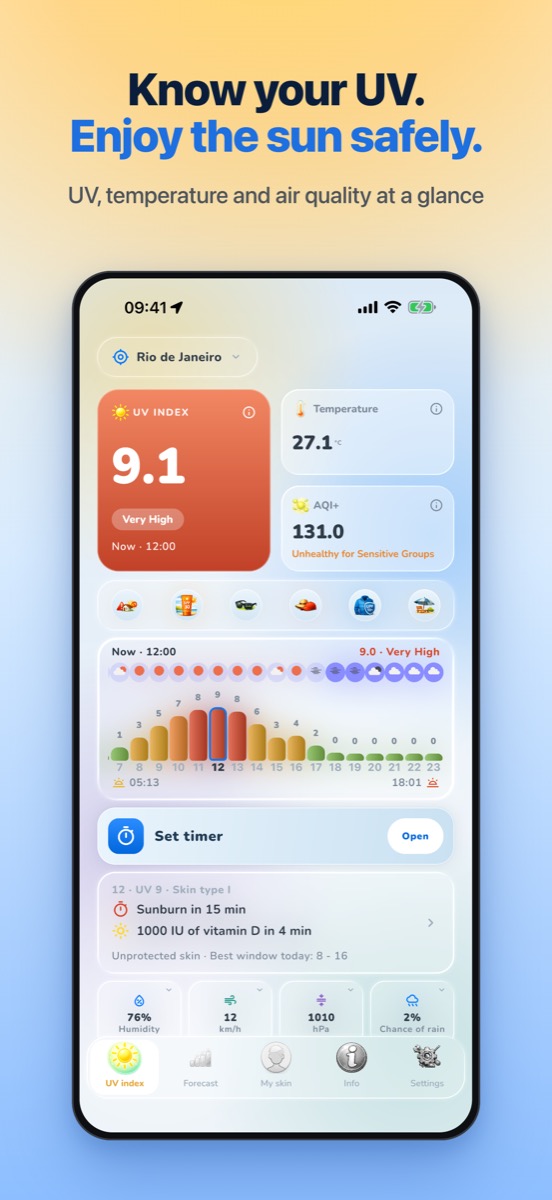 Know your UV.
Enjoy the sun safely.
UV, temperature and air quality at a glance
09:41
Rio de Janeiro
UV INDEX
9.1
Very High
Now · 12:00
Temperature
27.1 °C
AQI+
131.0
Unhealthy for Sensitive Groups
Now · 12:00 9.0 · Very High
1 3 5 7 8 9 8 6 3 4 2 0 0 0 0 0 0
7 8 9 10 11 12 13 14 15 16 17 18 19 20 21 22 23
05:13 18:01
Set timer Open
12 · UV 9 · Skin type I
Sunburn in 15 min
1000 IU of vitamin D in 4 min
Unprotected skin · Best window today: 8 - 16
76% 12 1010 2%
Humidity km/h hPa Chance of rain
UV index Forecast My skin Info Settings